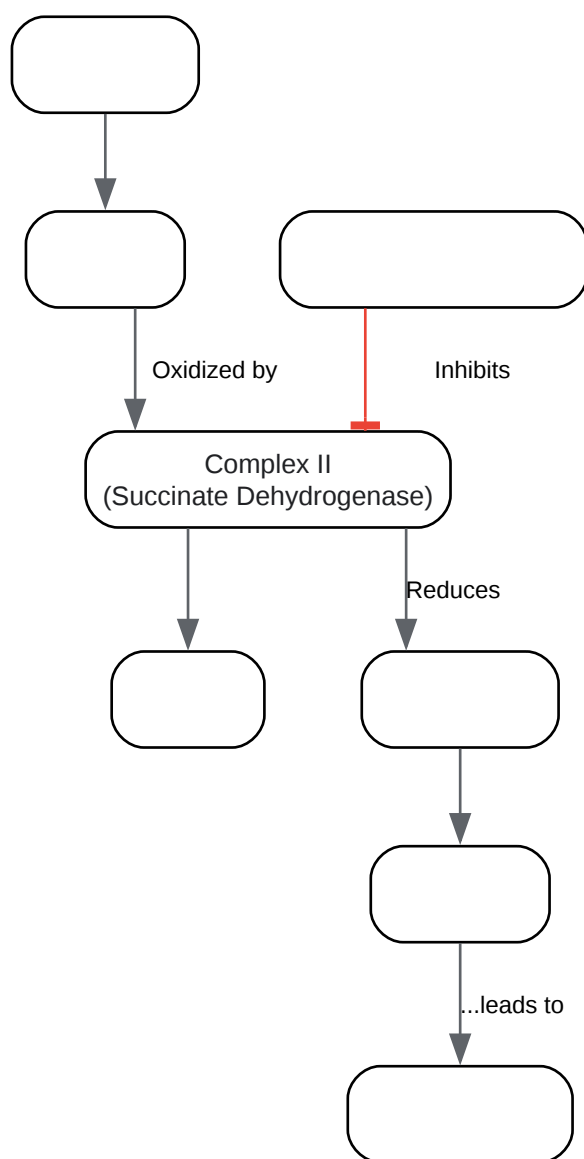 Oxidized by
Inhibits
Complex II
(Succinate Dehydrogenase)
Reduces
...leads to